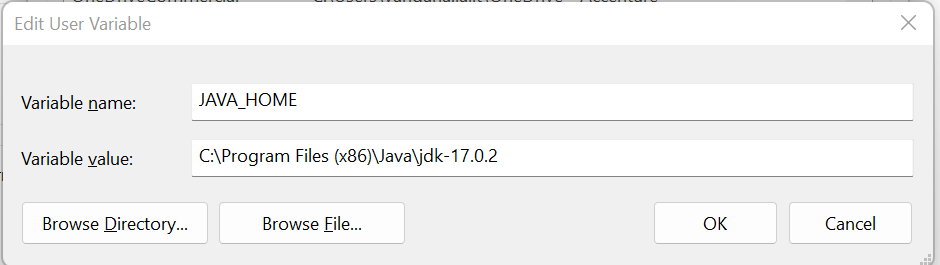 Edit User Variable
Variable name:
JAVA_HOME
Variable value:
C:\Program Files (x86)\Java\jdk-17.0.2
Browse Directory...
Browse File...
OK
Cancel